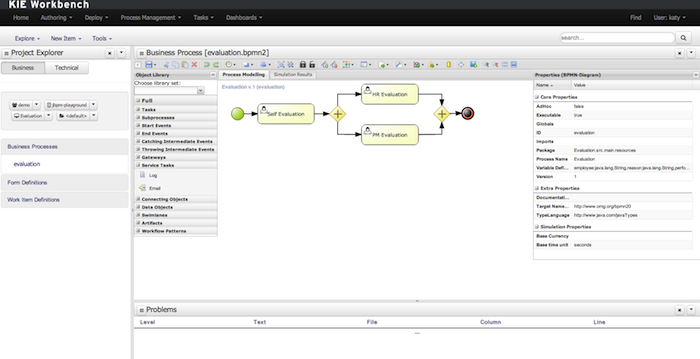 KIE Workbench
Home Authoring Deploy Process Management Tasks Dashboards Find User: katy
Explore New Item Tools search...
Project Explorer
Business Technical
demo jbpm-playground
Evaluation <default>
Business Processes
evaluation
Form Definitions
Work Item Definitions
Business Process [evaluation.bpmn2]
Object Library
Choose library set:
Full
Tasks
Subprocesses
Start Events
End Events
Catching Intermediate Events
Throwing Intermediate Events
Gateways
Service Tasks
Log
Email
Connecting Objects
Data Objects
Swimlanes
Artifacts
Workflow Patterns
Process Modelling Simulation Results
Evaluation v.1 (evaluation)
Self Evaluation
HR Evaluation
PM Evaluation
Properties (BPMN-Diagram)
Name Value
Core Properties
AdHoc false
Executable true
Globals
ID evaluation
Imports
Package Evaluation.src.main.resources
Process Name Evaluation
Variable Defi... employee:java.lang.String,reason:java.lang.String,perfo...
Version 1
Extra Properties
Documentati...
Target Name... http://www.omg.org/bpmn20
TypeLanguage http://www.java.com/javaTypes
Simulation Properties
Base Currency
Base time unit seconds
Problems
Level Text File Column Line